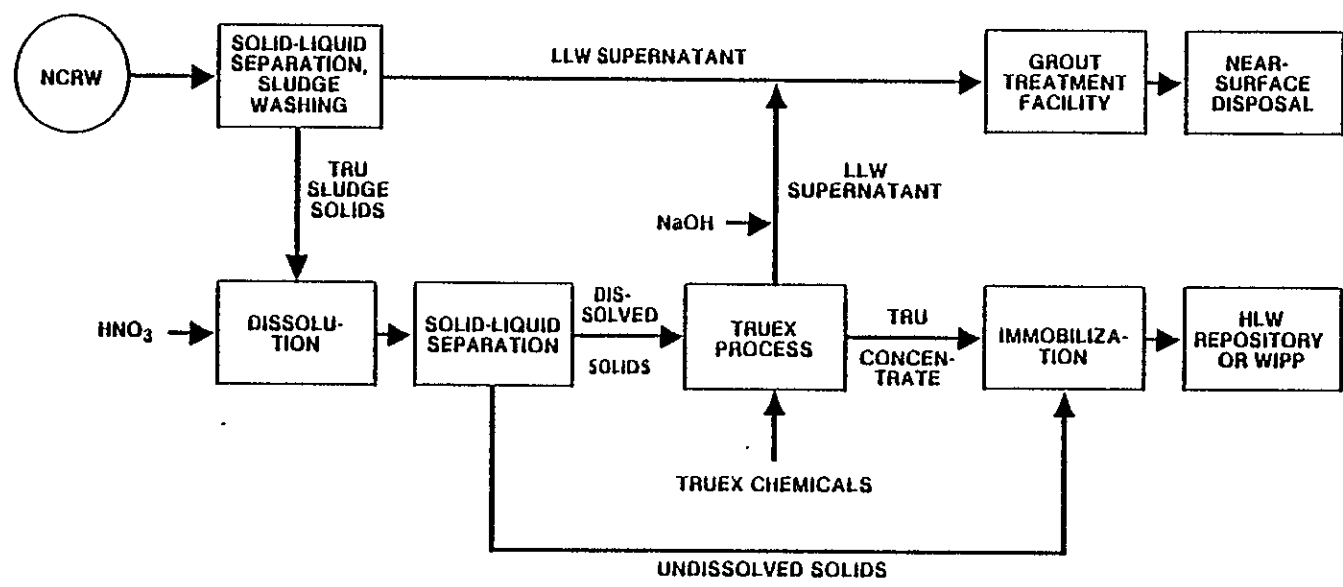 NCRW
SOLID-LIQUID
SEPARATION,
SLUDGE
WASHING
LLW SUPERNATANT
GROUT
TREATMENT
FACILITY
NEAR-
SURFACE
DISPOSAL
TRU
SLUDGE
SOLIDS
LLW
SUPERNATANT
NaOH
HNO₃
DISSOLU-
TION
SOLID-LIQUID
SEPARATION
DIS-
SOLVED
SOLIDS
TRUEX
PROCESS
TRU
CONCEN-
TRATE
IMMOBILIZA-
TION
HLW
REPOSITORY
OR WIPP
TRUEX CHEMICALS
UNDISSOLVED SOLIDS